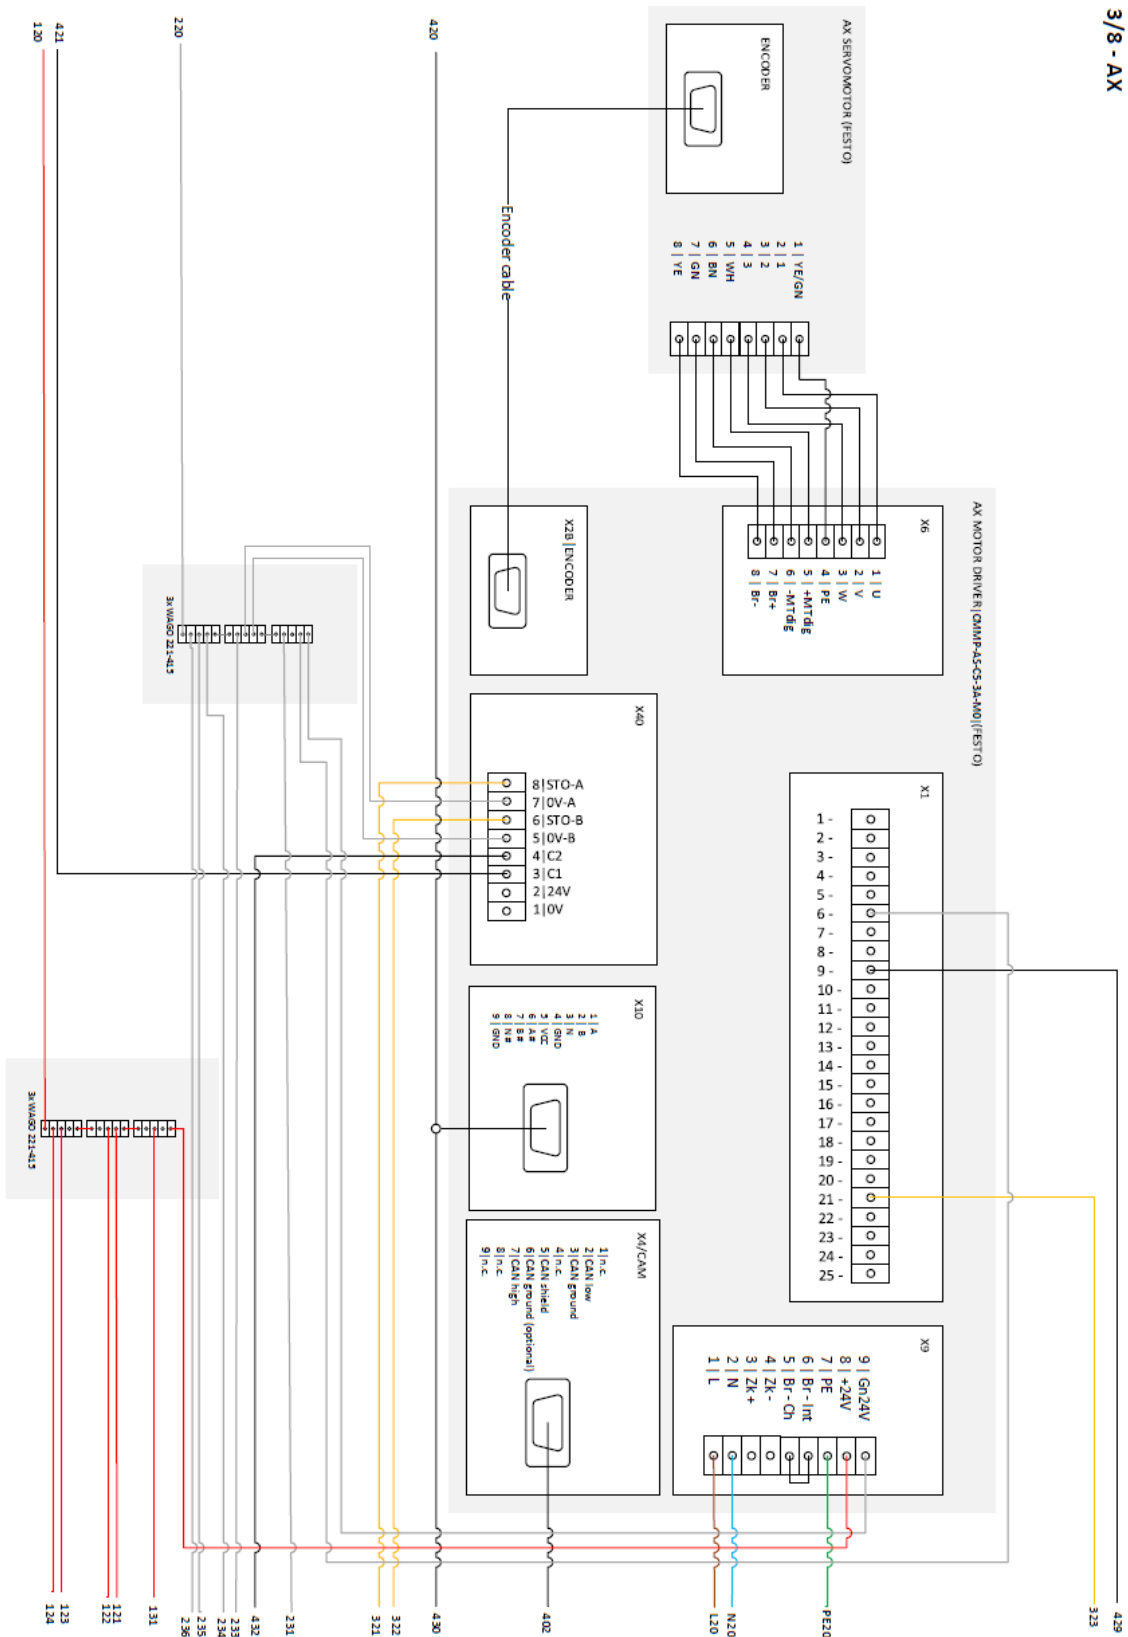 3/8 - AX
AX SERVOMOTOR (FESTO)
ENCODER
1 | YE/GN
2 | 1
3 | 2
4 | 3
5 | WH
6 | BN
7 | GN
8 | YE
Encoder cable
AX MOTOR DRIVER | CMMP-AS-C5-3A-M0 | (FESTO)
X6
1 | U
2 | V
3 | W
4 | PE
5 | +MTdig
6 | -MTdig
7 | Br+
8 | Br-
X2B | ENCODER
X40
8|STO-A
7|0V-A
6|STO-B
5|0V-B
4|C2
3|C1
2|24V
1|0V
X1
1 -
2 -
3 -
4 -
5 -
6 -
7 -
8 -
9 -
10 -
11 -
12 -
13 -
14 -
15 -
16 -
17 -
18 -
19 -
20 -
21 -
22 -
23 -
24 -
25 -
X10
1 | A
2 | B
3 | N
4 | GND
5 | VCC
6 | A#
7 | B#
8 | N#
9 | GND
X4/CAM
1|n.c.
2|CAN low
3|CAN ground
4|n.c.
5|CAN shield
6|CAN ground (optional)
7|CAN high
8|n.c.
9|n.c.
X9
9 | Gn24V
8 | +24V
7 | PE
6 | Br - Int
5 | Br - Ch
4 | Zk -
3 | Zk +
2 | N
1 | L
3x WAGO 221-415
3x WAGO 221-415
420
220
421
120
429
323
PE20
N20
L20
402
430
322
321
231
432
233
234
235
236
131
121
122
123
124